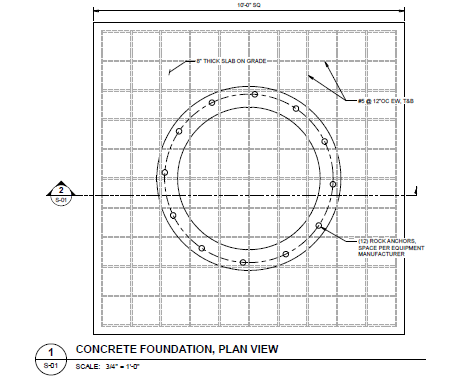 10'-0" SQ
8" THICK SLAB ON GRADE
#5 @ 12"OC EW, T&B
2
S-01
(12) ROCK ANCHORS,
SPACE PER EQUIPMENT
MANUFACTURER
1
S-01
CONCRETE FOUNDATION, PLAN VIEW
SCALE: 3/4" = 1'-0"